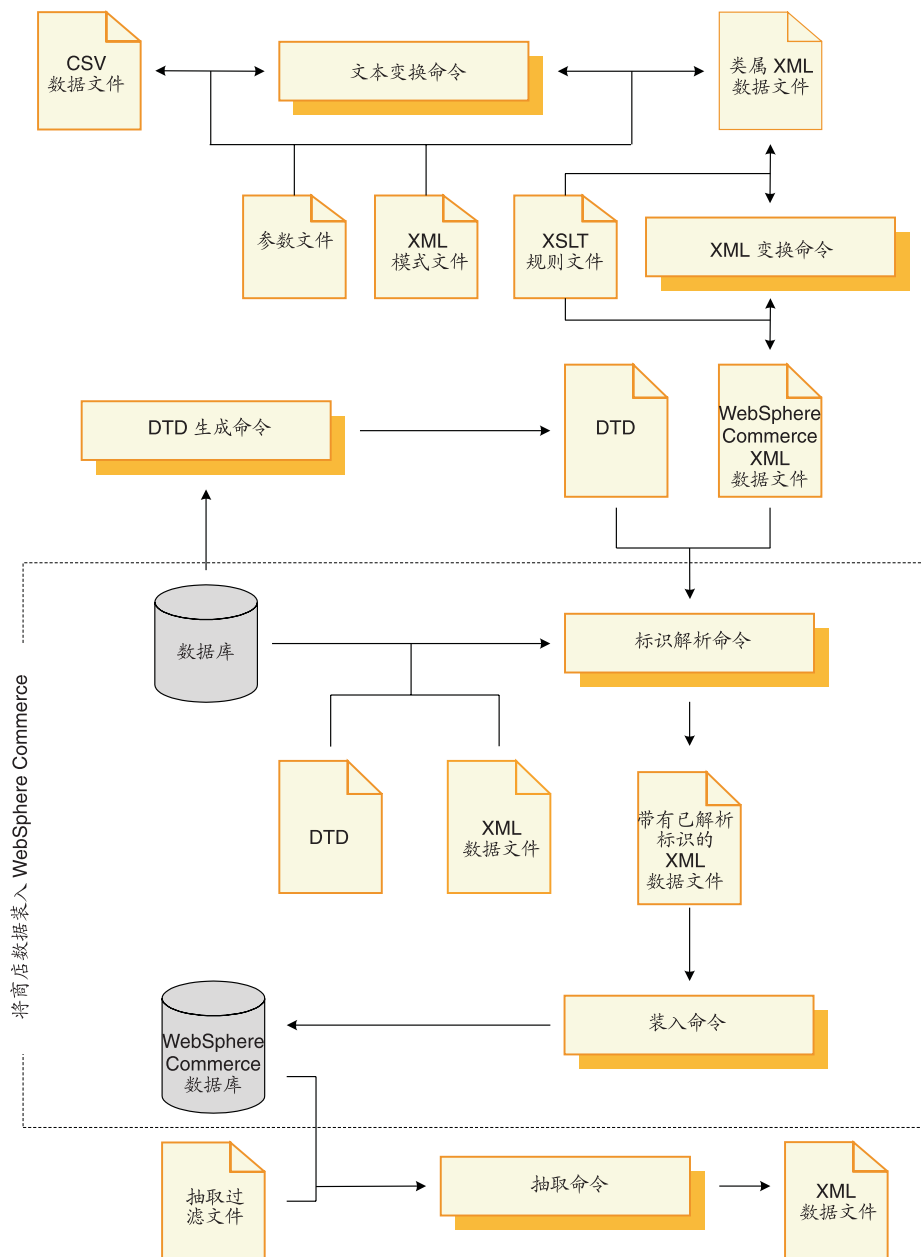 CSV
数据文件
文本变换命令
类属 XML
数据文件
参数文件
XML
模式文件
XSLT
规则文件
XML 变换命令
DTD 生成命令
DTD
WebSphere
Commerce
XML
数据文件
将商店数据装入 WebSphere Commerce
数据库
标识解析命令
DTD
XML
数据文件
带有已解析
标识的
XML
数据文件
WebSphere
Commerce
数据库
装入命令
抽取过
滤文件
抽取命令
XML
数据文件